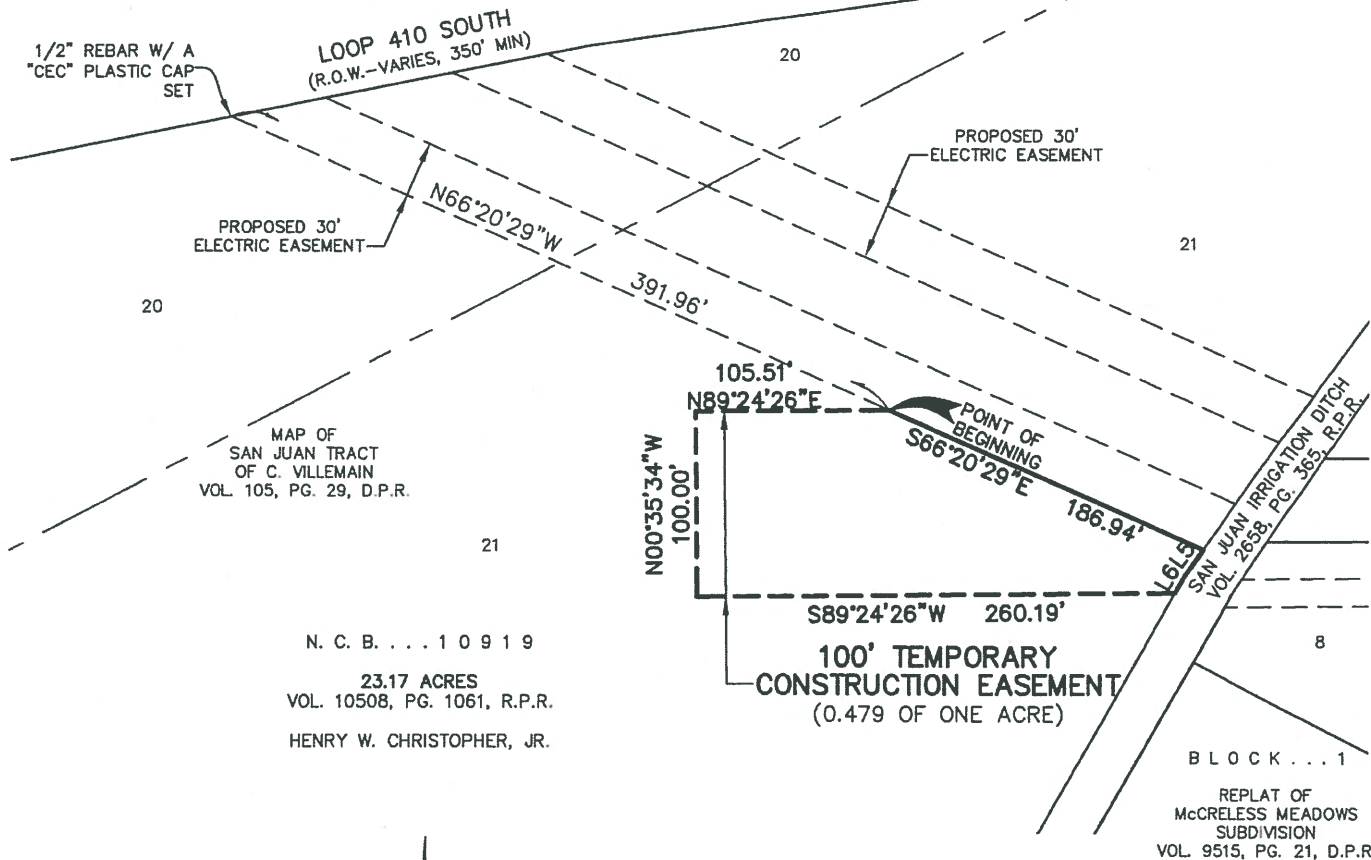 1/2" REBAR W/ A
"CEC" PLASTIC CAP
SET
LOOP 410 SOUTH
(R.O.W.-VARIES, 350' MIN)
20
PROPOSED 30'
ELECTRIC EASEMENT
PROPOSED 30'
ELECTRIC EASEMENT
N66°20'29"W
391.96'
21
20
105.51'
N89°24'26"E
POINT OF
BEGINNING
S66°20'29"E
186.94'
MAP OF
SAN JUAN TRACT
OF C. VILLEMAIN
VOL. 105, PG. 29, D.P.R.
N00°35'34"W
100.00'
21
L6
L5
SAN JUAN IRRIGATION DITCH
VOL. 2658, PG. 365, R.P.R.
S89°24'26"W 260.19'
8
N. C. B. . . . 1 0 9 1 9
23.17 ACRES
VOL. 10508, PG. 1061, R.P.R.
HENRY W. CHRISTOPHER, JR.
100' TEMPORARY
CONSTRUCTION EASEMENT
(0.479 OF ONE ACRE)
B L O C K . . . 1
REPLAT OF
McCRELESS MEADOWS
SUBDIVISION
VOL. 9515, PG. 21, D.P.R